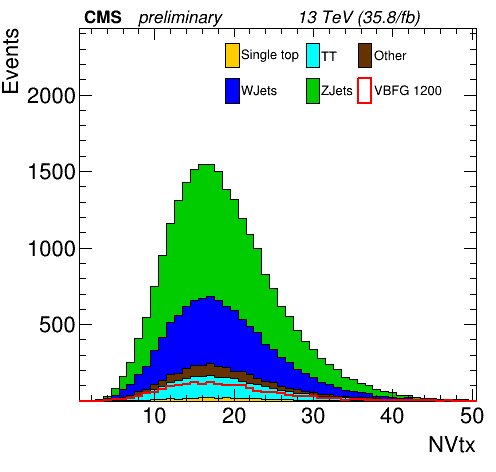 CMS preliminary 13 TeV (35.8/fb)
Events
Single top TT Other
WJets ZJets VBFG 1200
2000
1500
1000
500
10 20 30 40 50
NVtx